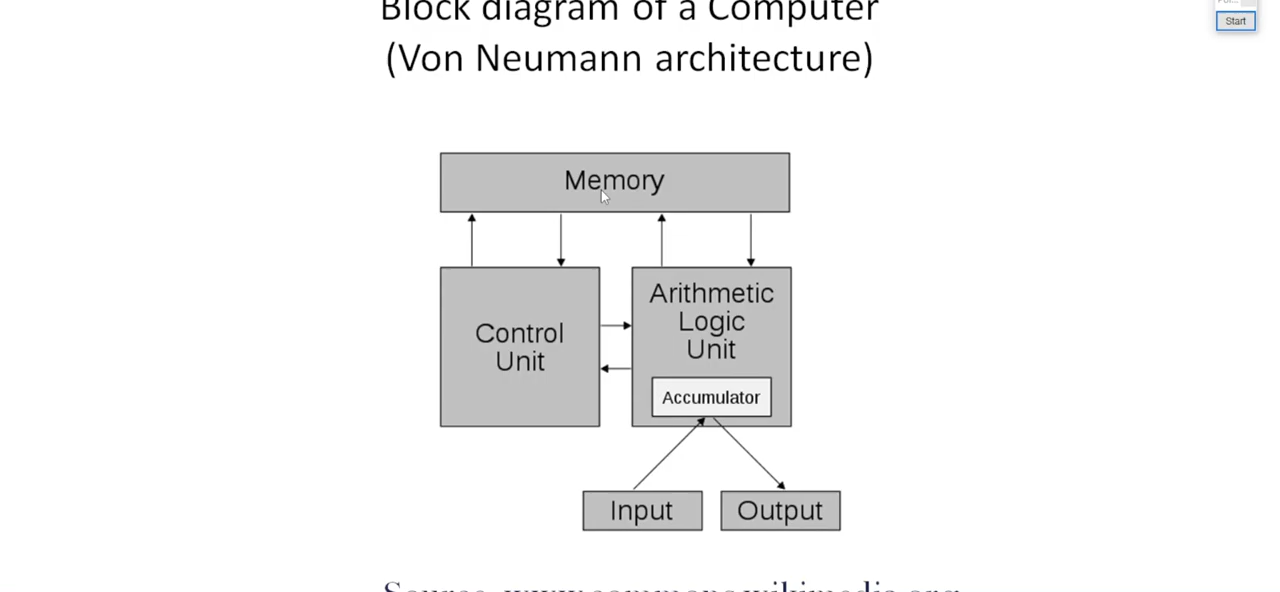 Block diagram of a Computer
(Von Neumann architecture)
Start
Memory
Control
Unit
Arithmetic
Logic
Unit
Accumulator
Input
Output